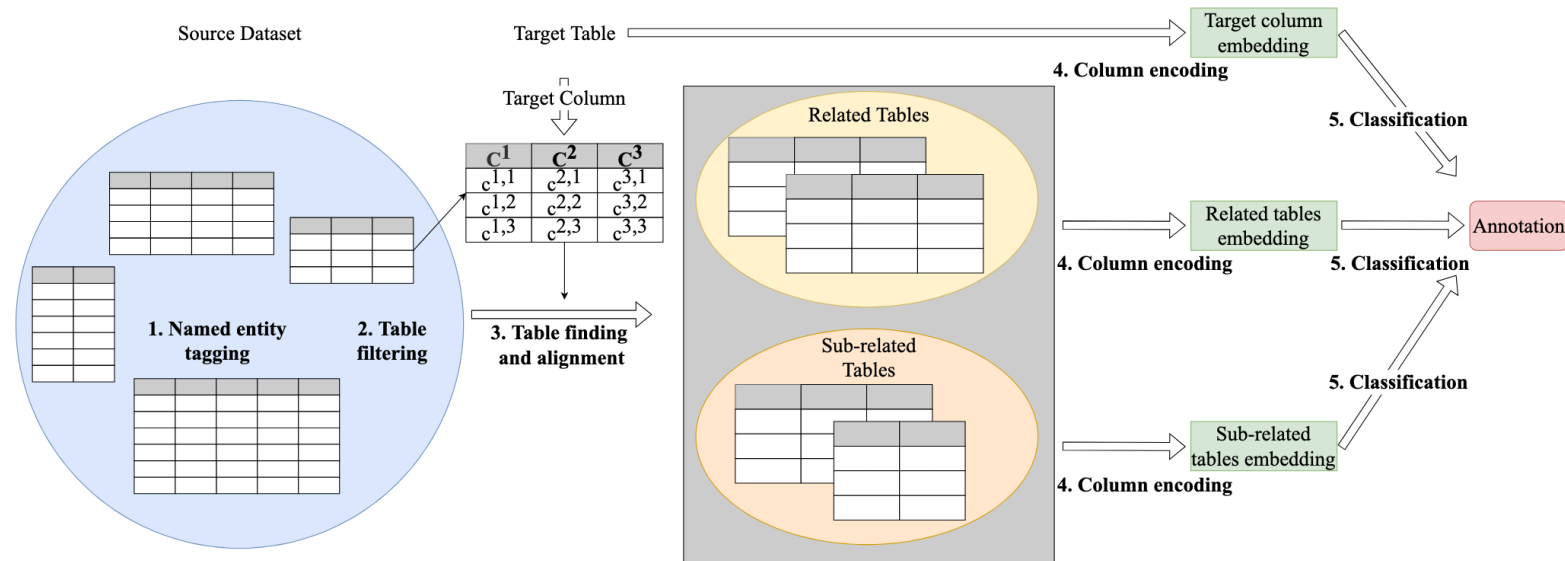 Source Dataset
1. Named entity
tagging
2. Table
filtering
Target Table
Target Column
C¹ C² C³
c¹,¹ c²,¹ c³,¹
c¹,² c²,² c³,²
c¹,³ c²,³ c³,³
3. Table finding
and alignment
Related Tables
Sub-related
Tables
4. Column encoding
4. Column encoding
4. Column encoding
Target column
embedding
Related tables
embedding
Sub-related
tables embedding
5. Classification
5. Classification
5. Classification
Annotation